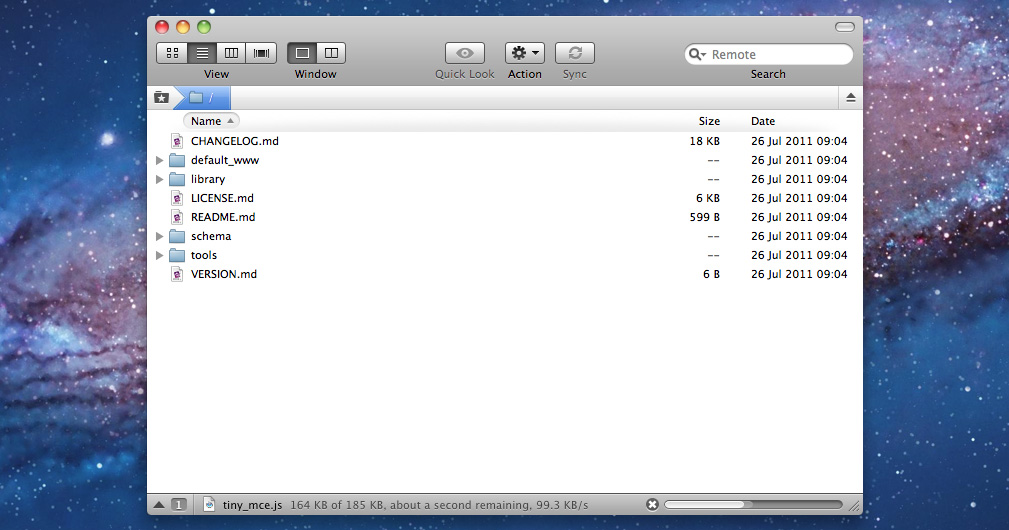 View
Window
Quick Look
Action
Sync
Remote
Search
/
Name Size Date
CHANGELOG.md 18 KB 26 Jul 2011 09:04
default_www -- 26 Jul 2011 09:04
library -- 26 Jul 2011 09:04
LICENSE.md 6 KB 26 Jul 2011 09:04
README.md 599 B 26 Jul 2011 09:04
schema -- 26 Jul 2011 09:04
tools -- 26 Jul 2011 09:04
VERSION.md 6 B 26 Jul 2011 09:04
1 tiny_mce.js 164 KB of 185 KB, about a second remaining, 99.3 KB/s